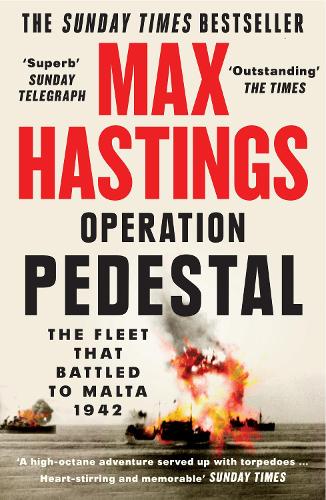 THE SUNDAY TIMES BESTSELLER
‘Superb’
SUNDAY
TELEGRAPH
‘Outstanding’
THE TIMES
MAX
HASTINGS
OPERATION
PEDESTAL
THE FLEET
THAT
BATTLED
TO MALTA
1942
‘A high-octane adventure served up with torpedoes ...
Heart-stirring and memorable’ SUNDAY TIMES